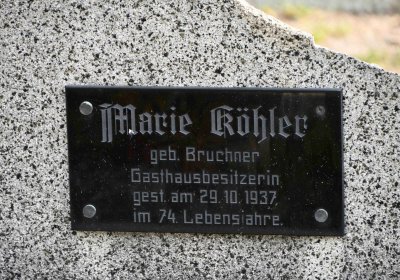 Marie Köhler
geb. Bruchner
Gasthausbesitzerin
gest. am 29. 10. 1937
im 74. Lebensjahre.